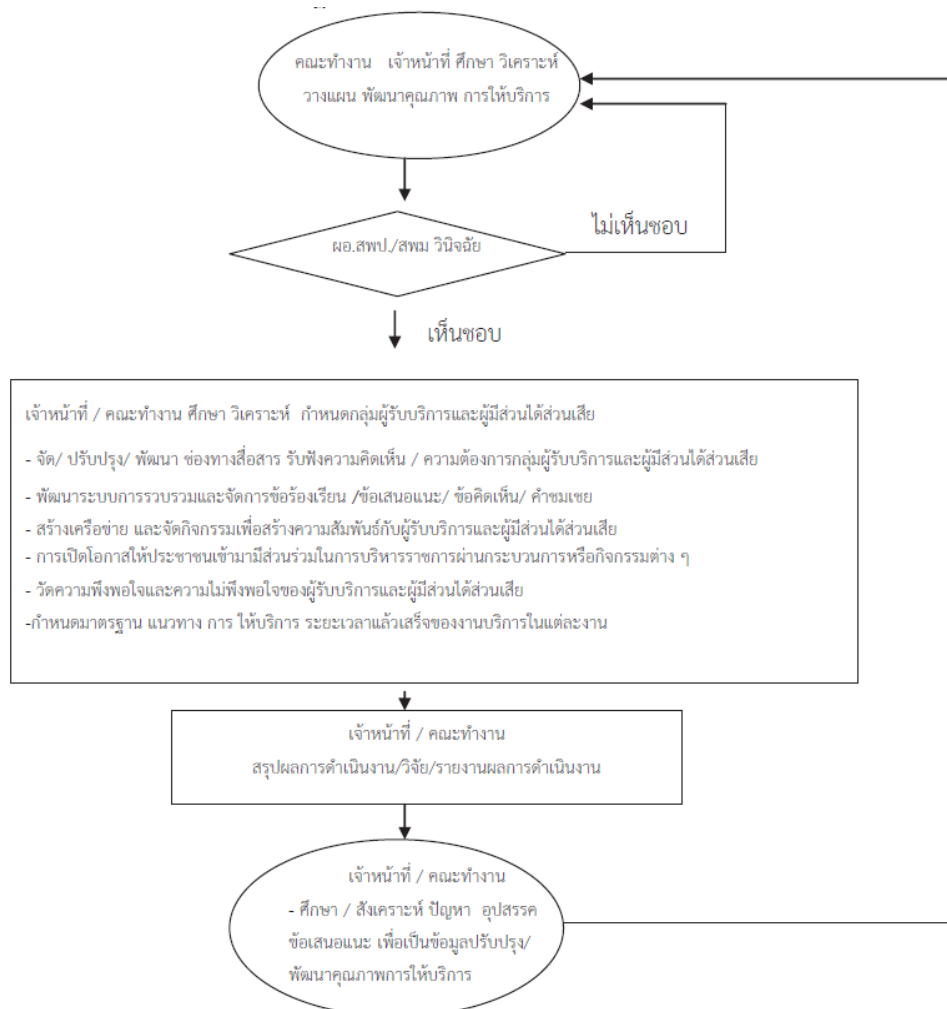 คณะทำงาน เจ้าหน้าที่ ศึกษา วิเคราะห์
วางแผน พัฒนาคุณภาพ การให้บริการ
ไม่เห็นชอบ
ผอ.สพป./สพม วินิจฉัย
เห็นชอบ
เจ้าหน้าที่ / คณะทำงาน ศึกษา วิเคราะห์ กำหนดกลุ่มผู้รับบริการและผู้มีส่วนได้ส่วนเสีย
- จัด/ ปรับปรุง/ พัฒนา ช่องทางสื่อสาร รับฟังความคิดเห็น / ความต้องการกลุ่มผู้รับบริการและผู้มีส่วนได้ส่วนเสีย
- พัฒนาระบบการรวบรวมและจัดการข้อร้องเรียน /ข้อเสนอแนะ/ ข้อคิดเห็น/ คำชมเชย
- สร้างเครือข่าย และจัดกิจกรรมเพื่อสร้างความสัมพันธ์กับผู้รับบริการและผู้มีส่วนได้ส่วนเสีย
- การเปิดโอกาสให้ประชาชนเข้ามามีส่วนร่วมในการบริหารราชการผ่านกระบวนการหรือกิจกรรมต่าง ๆ
- วัดความพึงพอใจและความไม่พึงพอใจของผู้รับบริการและผู้มีส่วนได้ส่วนเสีย
-กำหนดมาตรฐาน แนวทาง การ ให้บริการ ระยะเวลาแล้วเสร็จของงานบริการในแต่ละงาน
เจ้าหน้าที่ / คณะทำงาน
สรุปผลการดำเนินงาน/วิจัย/รายงานผลการดำเนินงาน
เจ้าหน้าที่ / คณะทำงาน
- ศึกษา / สังเคราะห์ ปัญหา อุปสรรค
ข้อเสนอแนะ เพื่อเป็นข้อมูลปรับปรุง/
พัฒนาคุณภาพการให้บริการ